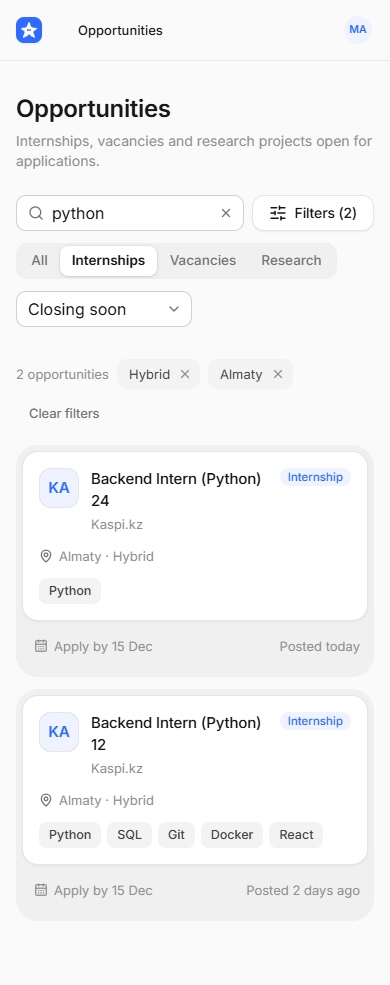 Opportunities
MA
Opportunities
Internships, vacancies and research projects open for
applications.
python
Filters (2)
All Internships Vacancies Research
Closing soon
2 opportunities Hybrid Almaty
Clear filters
KA
Backend Intern (Python)
24
Internship
Kaspi.kz
Almaty · Hybrid
Python
Apply by 15 Dec
Posted today
KA
Backend Intern (Python)
12
Internship
Kaspi.kz
Almaty · Hybrid
Python SQL Git Docker React
Apply by 15 Dec
Posted 2 days ago